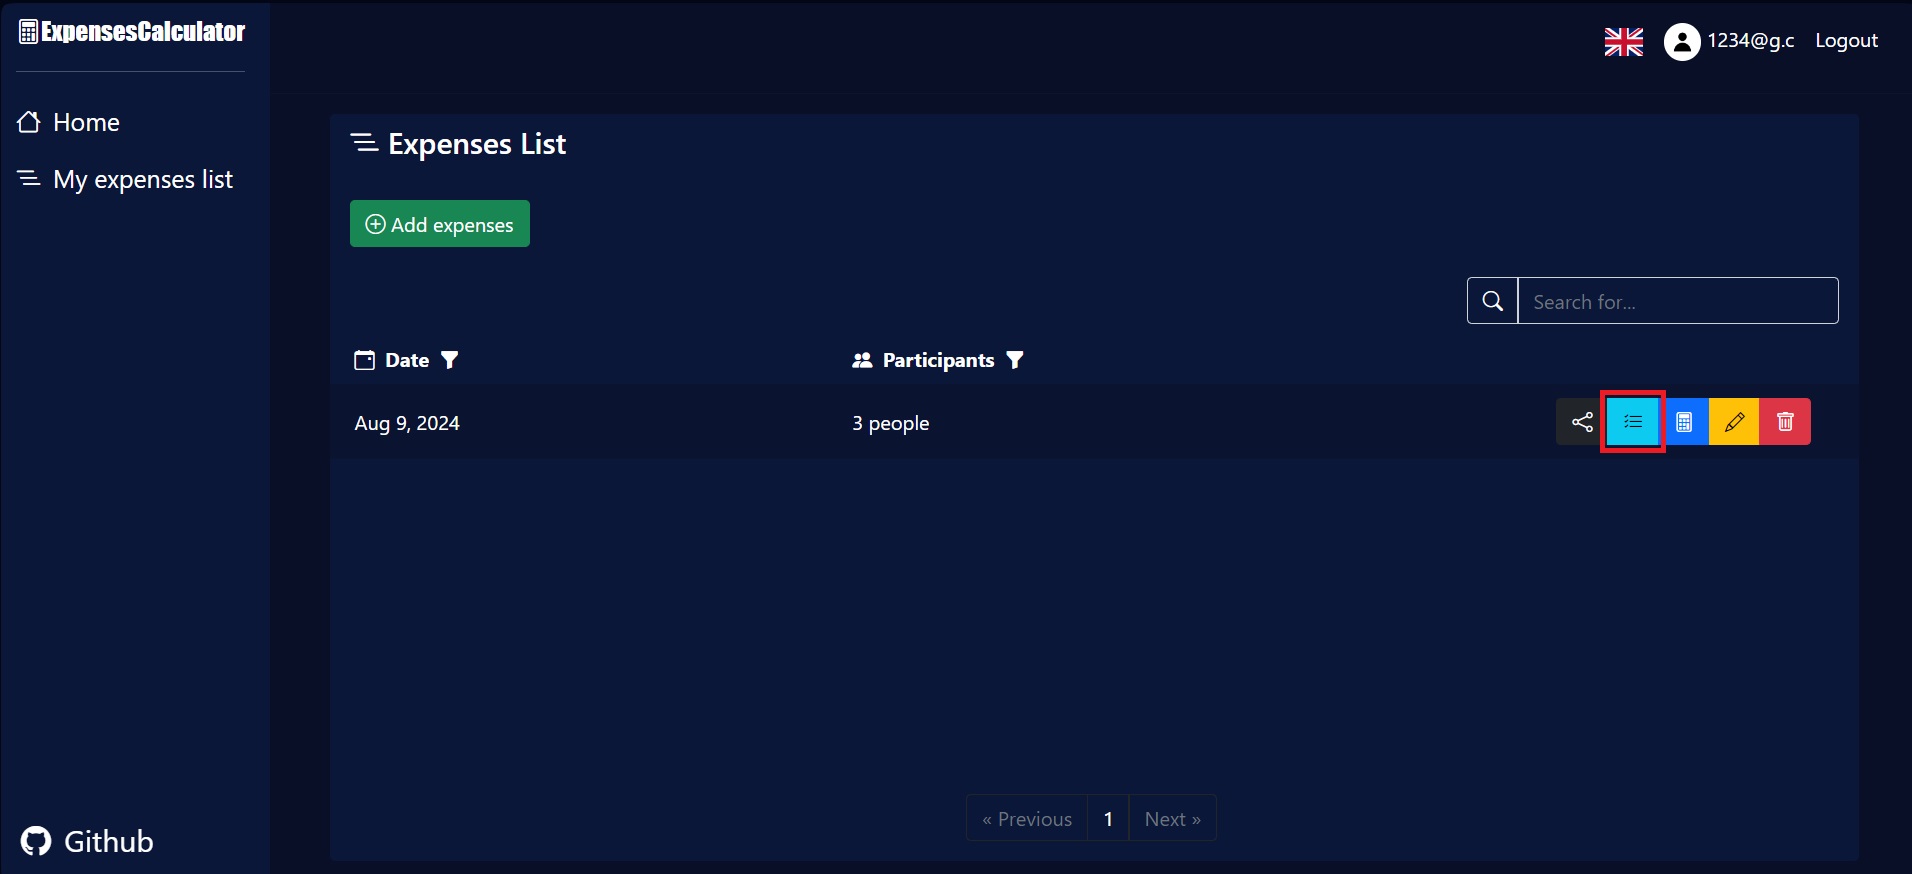 ExpensesCalculator
1234@g.c Logout
Home
My expenses list
Expenses List
Add expenses
Search for...
Date Participants
Aug 9, 2024 3 people
« Previous 1 Next »
Github